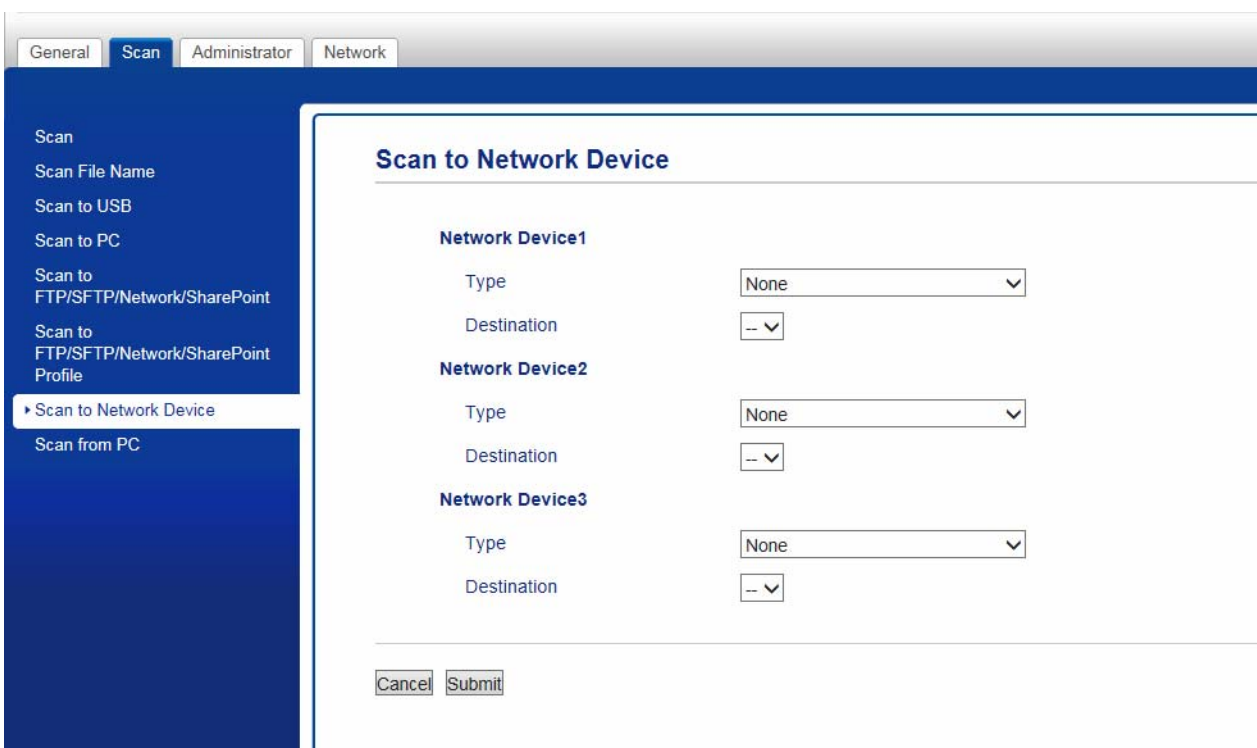 General Scan Administrator Network
Scan
Scan File Name
Scan to USB
Scan to PC
Scan to
FTP/SFTP/Network/SharePoint
Scan to
FTP/SFTP/Network/SharePoint
Profile
Scan to Network Device
Scan from PC
Scan to Network Device
Network Device1
Type None
Destination --
Network Device2
Type None
Destination --
Network Device3
Type None
Destination --
Cancel Submit